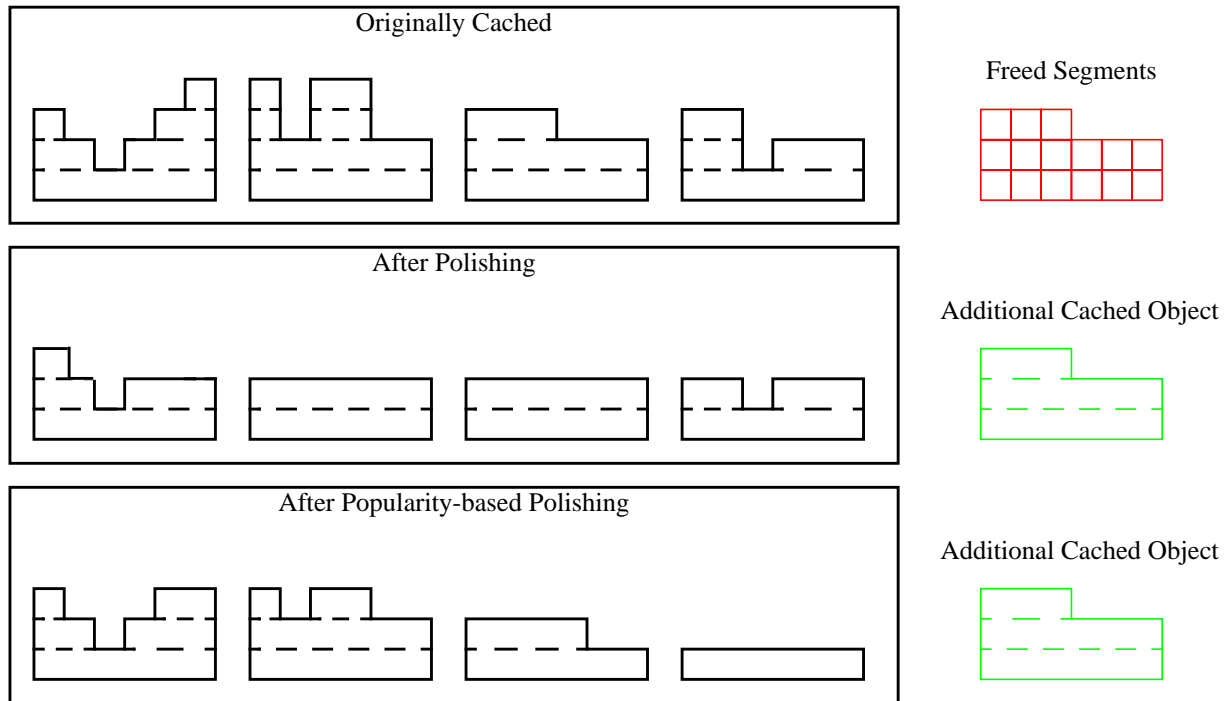 Originally Cached
Freed Segments
After Polishing
Additional Cached Object
After Popularity-based Polishing
Additional Cached Object